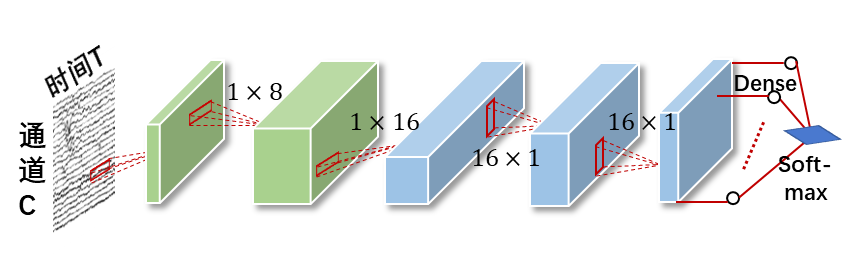 时间T
通
道
C
1 × 8
1 × 16
16 × 1
16 × 1
Dense
Soft-
max